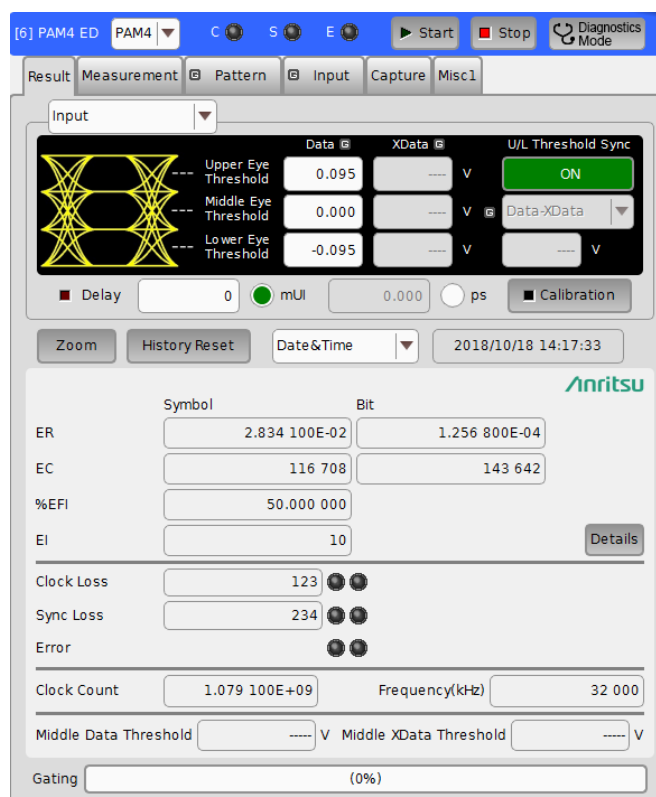 [6] PAM4 ED PAM4 C S E Start Stop Diagnostics Mode
Result Measurement G Pattern G Input Capture Misc1
Input
Data G XData G U/L Threshold Sync
Upper Eye Threshold 0.095 ---- V ON
Middle Eye Threshold 0.000 ---- V G Data-XData
Lower Eye Threshold -0.095 ---- V ---- V
Delay 0 mUI 0.000 ps Calibration
Zoom History Reset Date&Time 2018/10/18 14:17:33
Anritsu
Symbol Bit
ER 2.834 100E-02 1.256 800E-04
EC 116 708 143 642
%EFI 50.000 000
EI 10 Details
Clock Loss 123
Sync Loss 234
Error
Clock Count 1.079 100E+09 Frequency(kHz) 32 000
Middle Data Threshold ----- V Middle XData Threshold ----- V
Gating (0%)